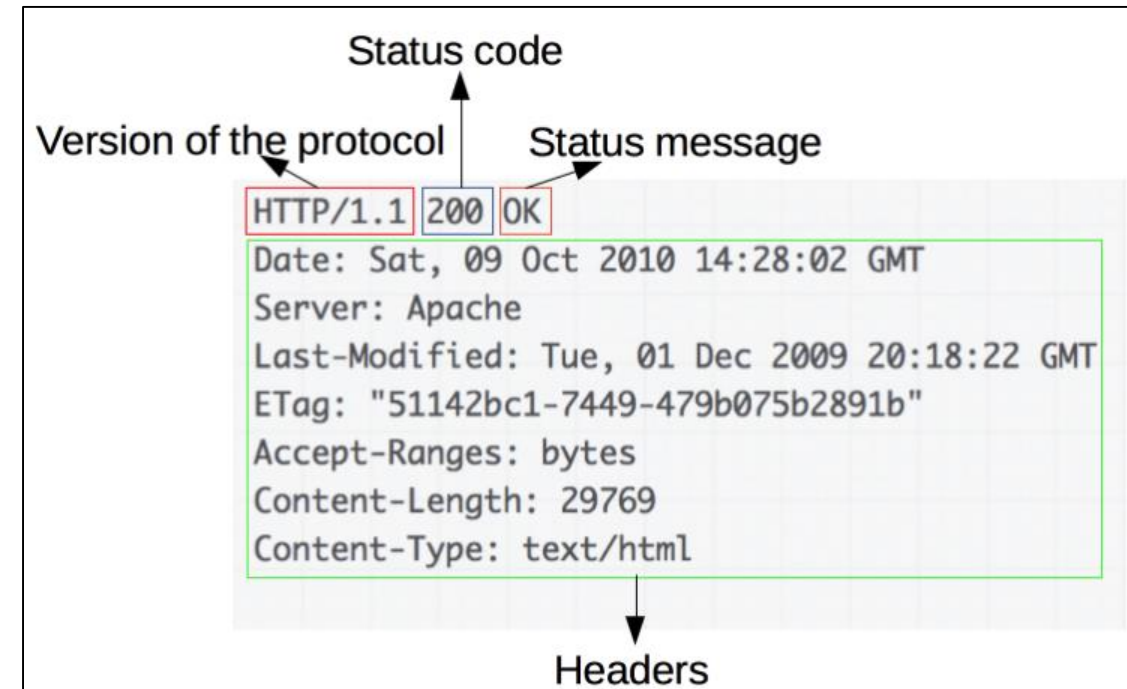 Status code
Version of the protocol Status message
HTTP/1.1 200 OK
Date: Sat, 09 Oct 2010 14:28:02 GMT
Server: Apache
Last-Modified: Tue, 01 Dec 2009 20:18:22 GMT
ETag: "51142bc1-7449-479b075b2891b"
Accept-Ranges: bytes
Content-Length: 29769
Content-Type: text/html
Headers